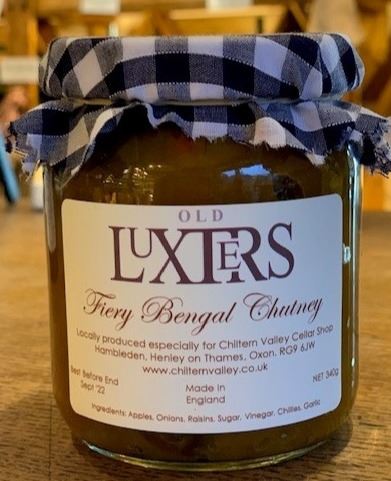 OLD
LUXTERS
Fiery Bengal Chutney
Locally produced especially for Chiltern Valley Cellar Shop
Hambleden, Henley on Thames, Oxon. RG9 6JW
www.chilternvalley.co.uk
Best Before End
Sept '22
Made in
England
NET 340g
Ingredients: Apples, Onions, Raisins, Sugar, Vinegar, Chillies, Garlic